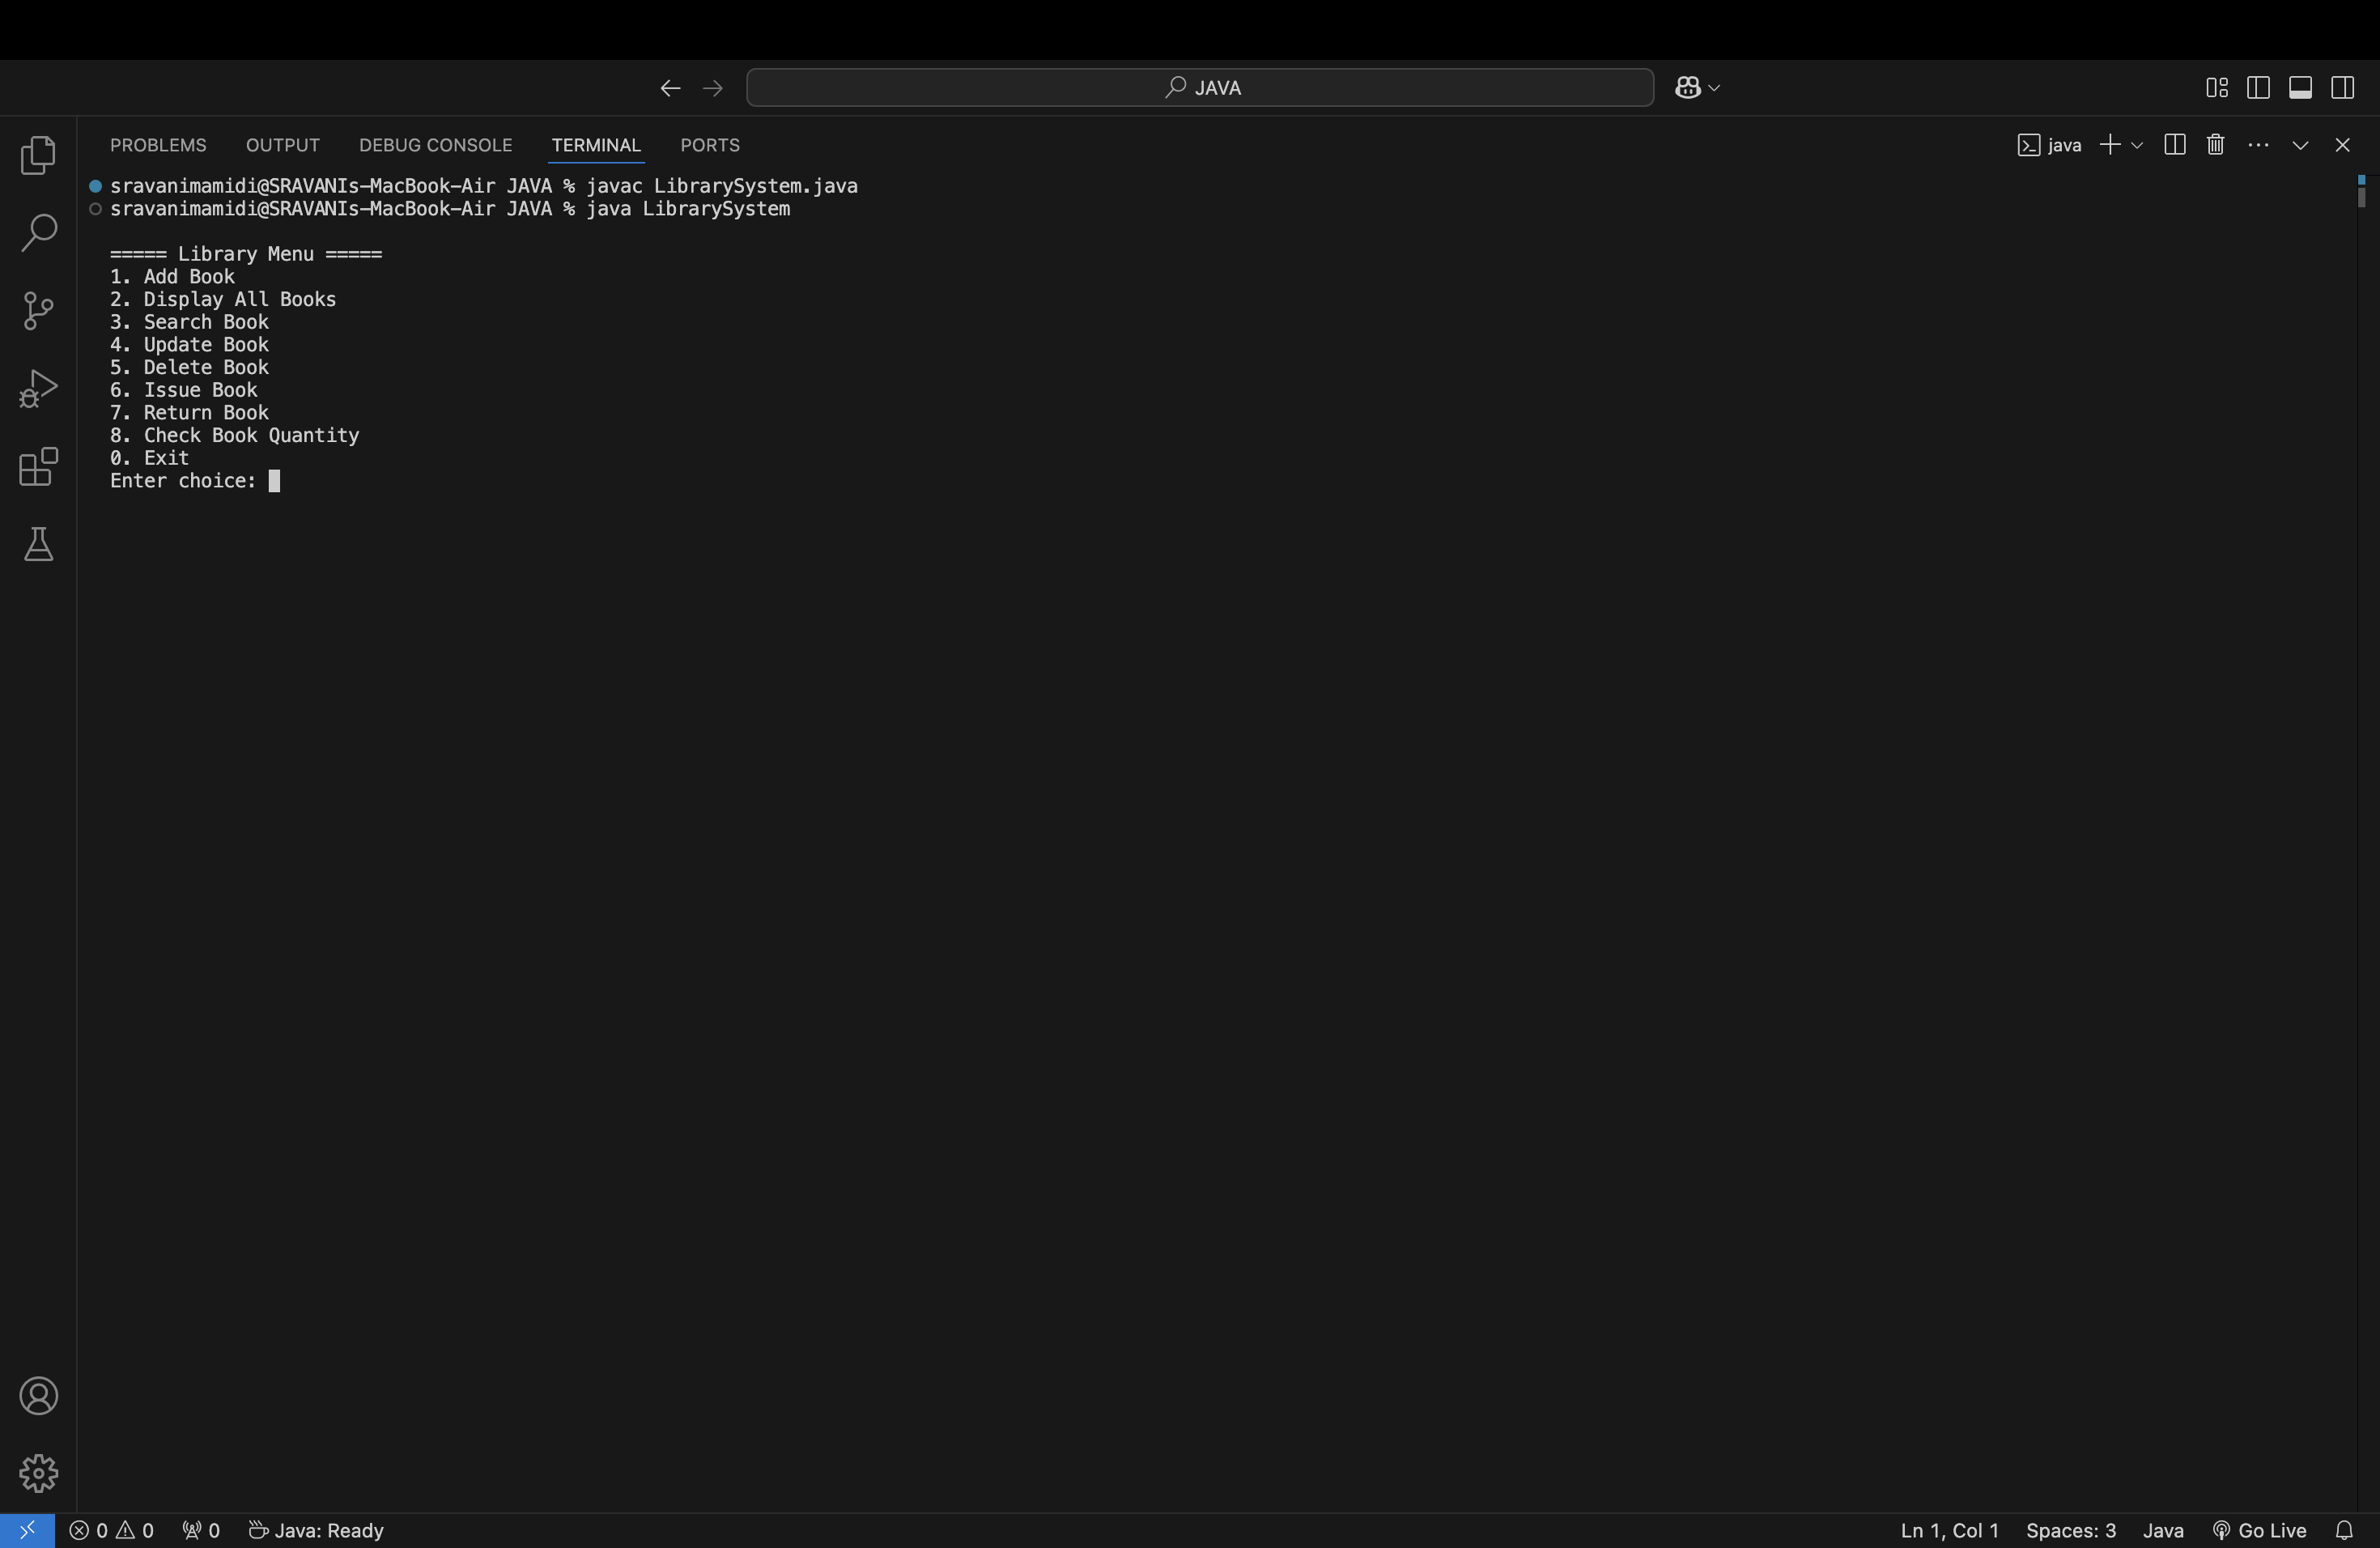 JAVA
PROBLEMS OUTPUT DEBUG CONSOLE TERMINAL PORTS java
sravanimamidi@SRAVANIs-MacBook-Air JAVA % javac LibrarySystem.java
sravanimamidi@SRAVANIs-MacBook-Air JAVA % java LibrarySystem
===== Library Menu =====
1. Add Book
2. Display All Books
3. Search Book
4. Update Book
5. Delete Book
6. Issue Book
7. Return Book
8. Check Book Quantity
0. Exit
Enter choice:
0 0 0 Java: Ready Ln 1, Col 1 Spaces: 3 Java Go Live